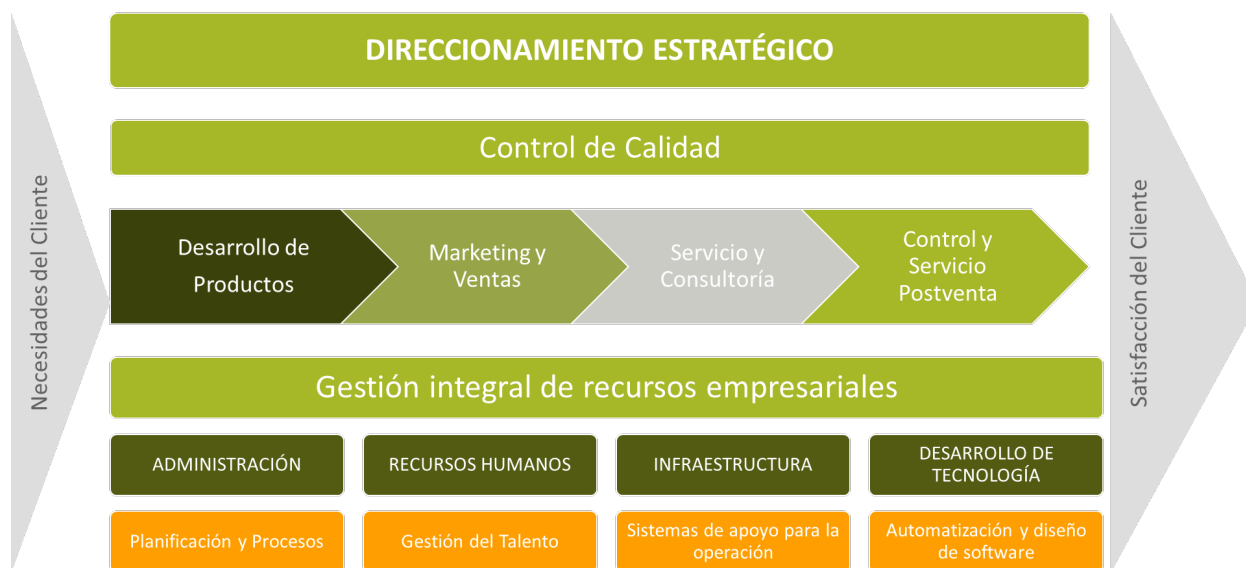 DIRECCIONAMIENTO ESTRATÉGICO
Control de Calidad
Necesidades del Cliente
Desarrollo de
Productos
Marketing y
Ventas
Servicio y
Consultoría
Control y
Servicio
Postventa
Satisfacción del Cliente
Gestión integral de recursos empresariales
ADMINISTRACIÓN
RECURSOS HUMANOS
INFRAESTRUCTURA
DESARROLLO DE
TECNOLOGÍA
Planificación y Procesos
Gestión del Talento
Sistemas de apoyo para la
operación
Automatización y diseño
de software